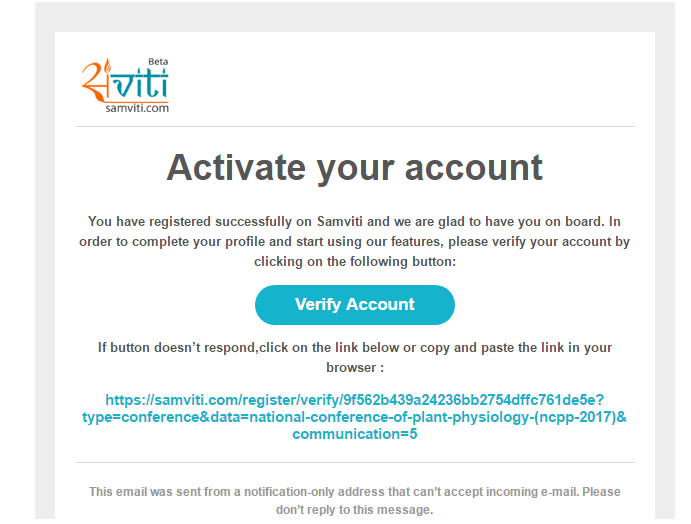 Beta
संviti
samviti.com
Activate your account
You have registered successfully on Samviti and we are glad to have you on board. In
order to complete your profile and start using our features, please verify your account by
clicking on the following button:
Verify Account
If button doesn’t respond,click on the link below or copy and paste the link in your
browser :
https://samviti.com/register/verify/9f562b439a24236bb2754dffc761de5e?
type=conference&data=national-conference-of-plant-physiology-(ncpp-2017)&
communication=5
This email was sent from a notification-only address that can’t accept incoming e-mail. Please
don’t reply to this message.